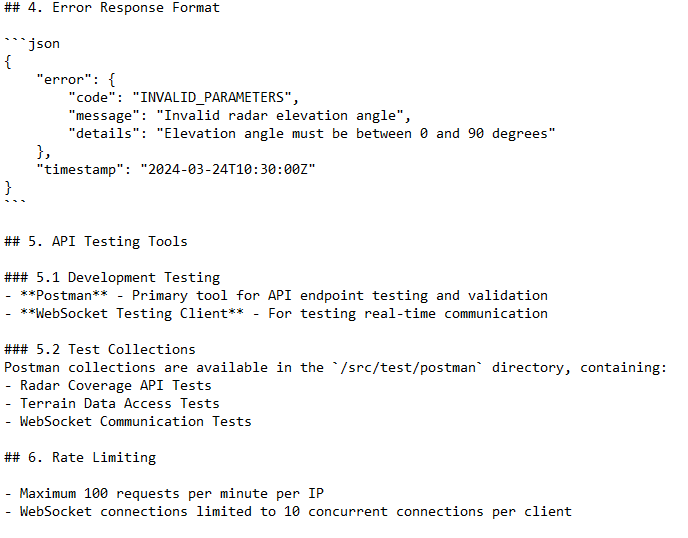 ## 4. Error Response Format
```json
{
    "error": {
        "code": "INVALID_PARAMETERS",
        "message": "Invalid radar elevation angle",
        "details": "Elevation angle must be between 0 and 90 degrees"
    },
    "timestamp": "2024-03-24T10:30:00Z"
}
```
## 5. API Testing Tools
### 5.1 Development Testing
- **Postman** - Primary tool for API endpoint testing and validation
- **WebSocket Testing Client** - For testing real-time communication
### 5.2 Test Collections
Postman collections are available in the `/src/test/postman` directory, containing:
- Radar Coverage API Tests
- Terrain Data Access Tests
- WebSocket Communication Tests
## 6. Rate Limiting
- Maximum 100 requests per minute per IP
- WebSocket connections limited to 10 concurrent connections per client